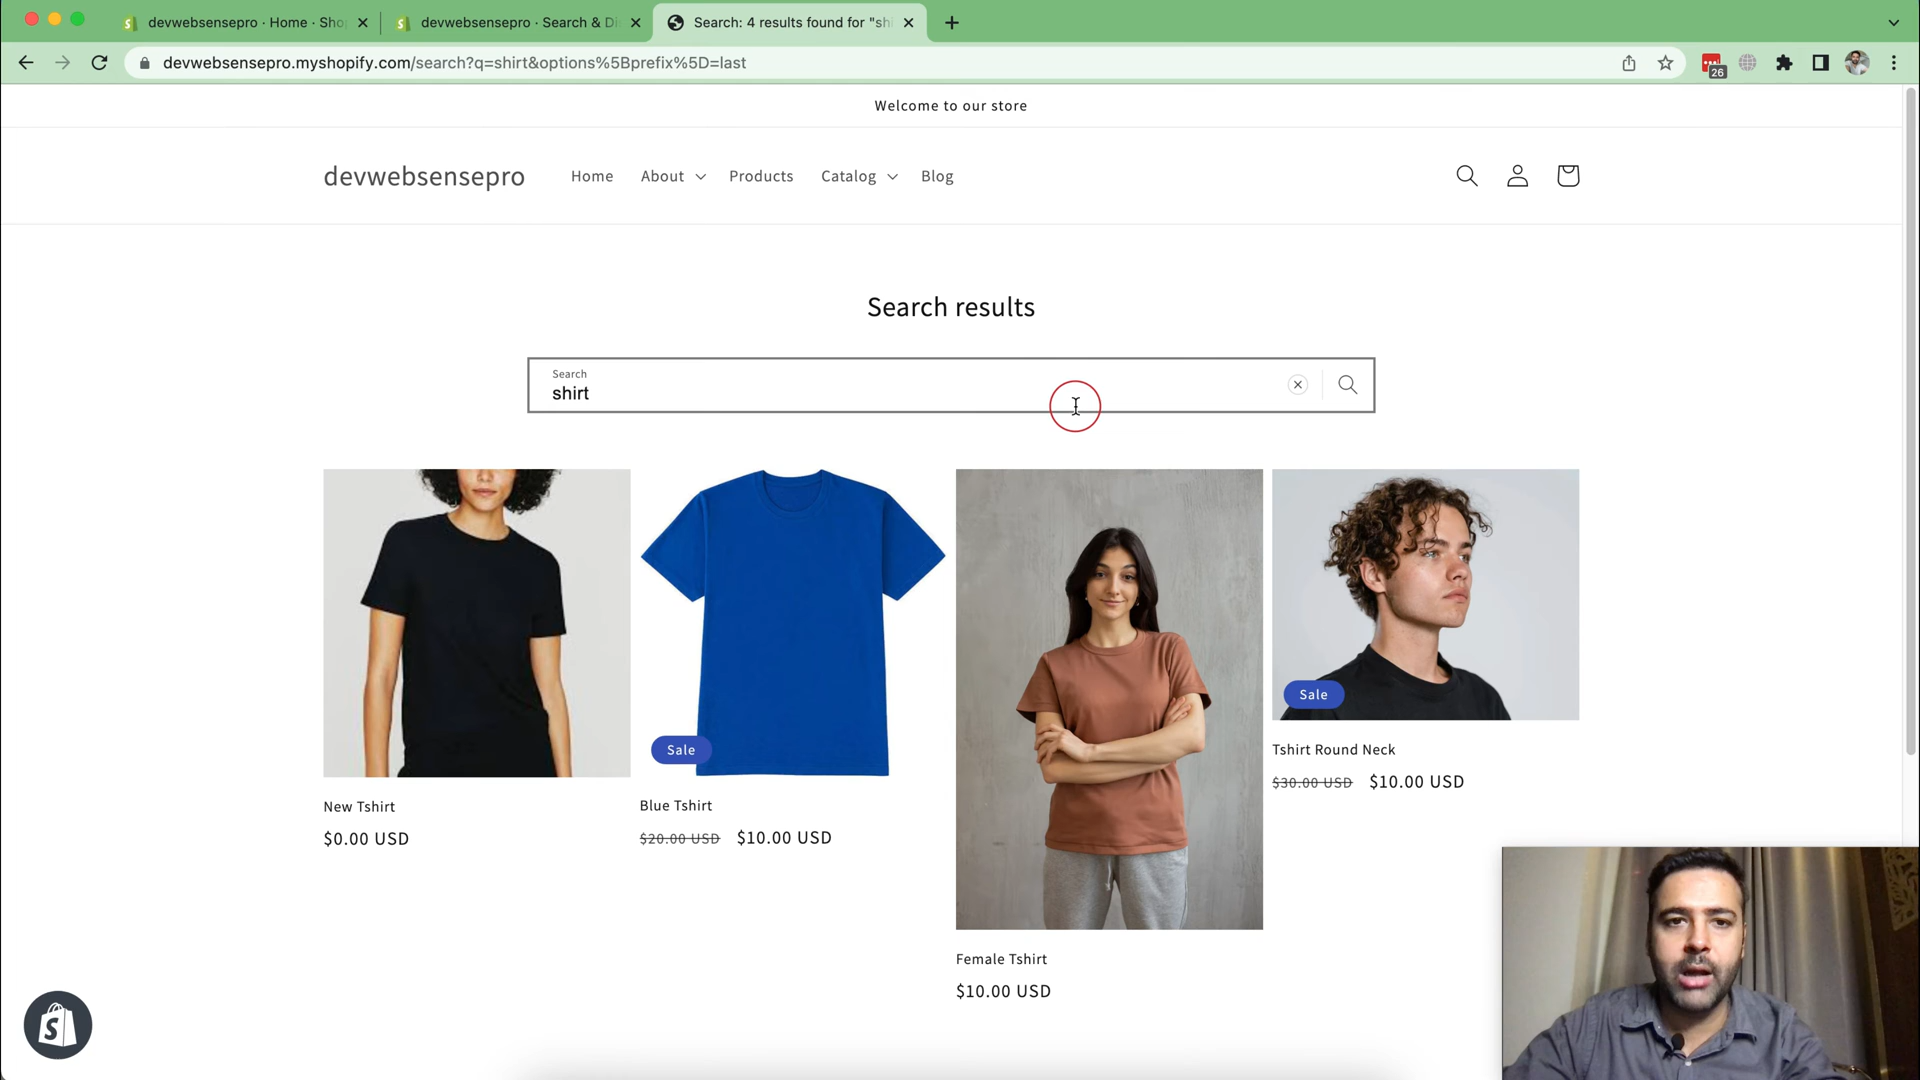 devwebsensepro · Home · Sho
devwebsensepro · Search & Di
Search: 4 results found for "sh
devwebsensepro.myshopify.com/search?q=shirt&options%5Bprefix%5D=last
26
Welcome to our store
devwebsensepro
Home
About
Products
Catalog
Blog
Search results
Search
shirt
Sale
Sale
New Tshirt
$0.00 USD
Blue Tshirt
$20.00 USD $10.00 USD
Female Tshirt
$10.00 USD
Tshirt Round Neck
$30.00 USD $10.00 USD